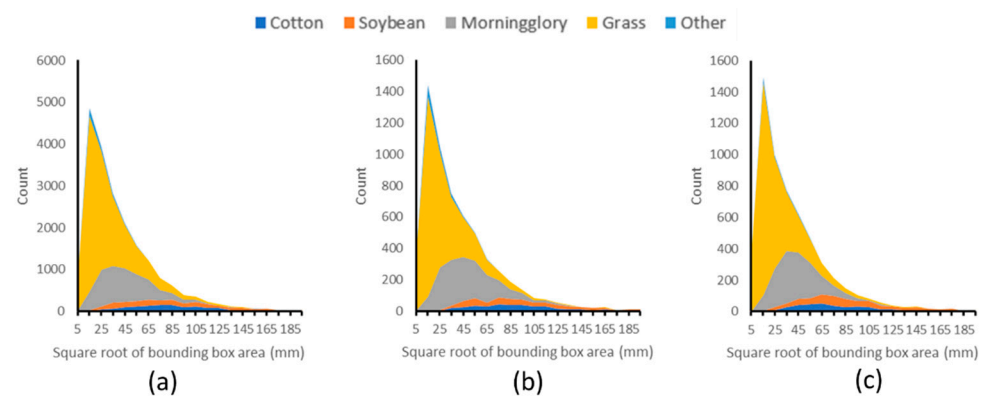 Cotton Soybean Morningglory Grass Other
6000
5000
4000
3000
2000
1000
0
Count
5 25 45 65 85 105 125 145 165 185
Square root of bounding box area (mm)
(a)
1600
1400
1200
1000
800
600
400
200
0
Count
5 25 45 65 85 105 125 145 165 185
Square root of bounding box area (mm)
(b)
1600
1400
1200
1000
800
600
400
200
0
Count
5 25 45 65 85 105 125 145 165 185
Square root of bounding box area (mm)
(c)